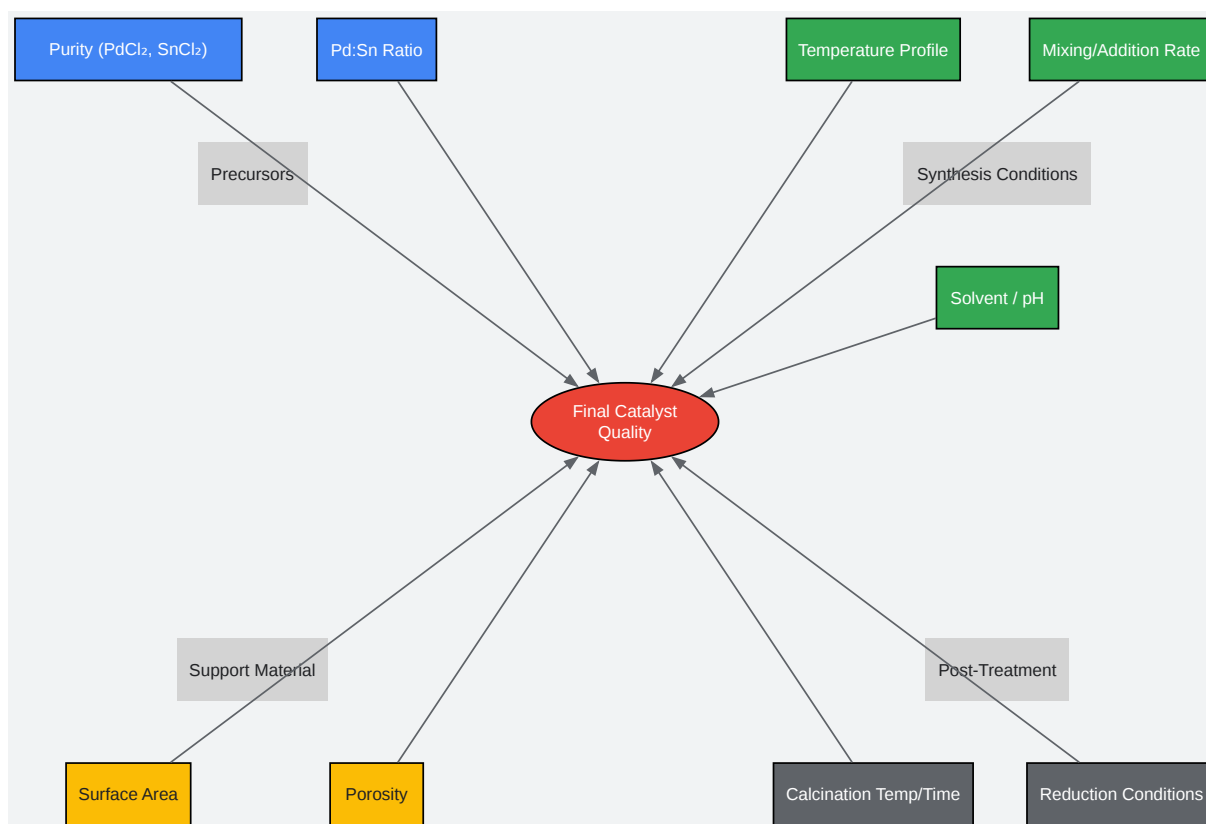 Purity (PdCl₂, SnCl₂)
Pd:Sn Ratio
Temperature Profile
Mixing/Addition Rate
Precursors
Synthesis Conditions
Solvent / pH
Final Catalyst
Quality
Support Material
Post-Treatment
Surface Area
Porosity
Calcination Temp/Time
Reduction Conditions